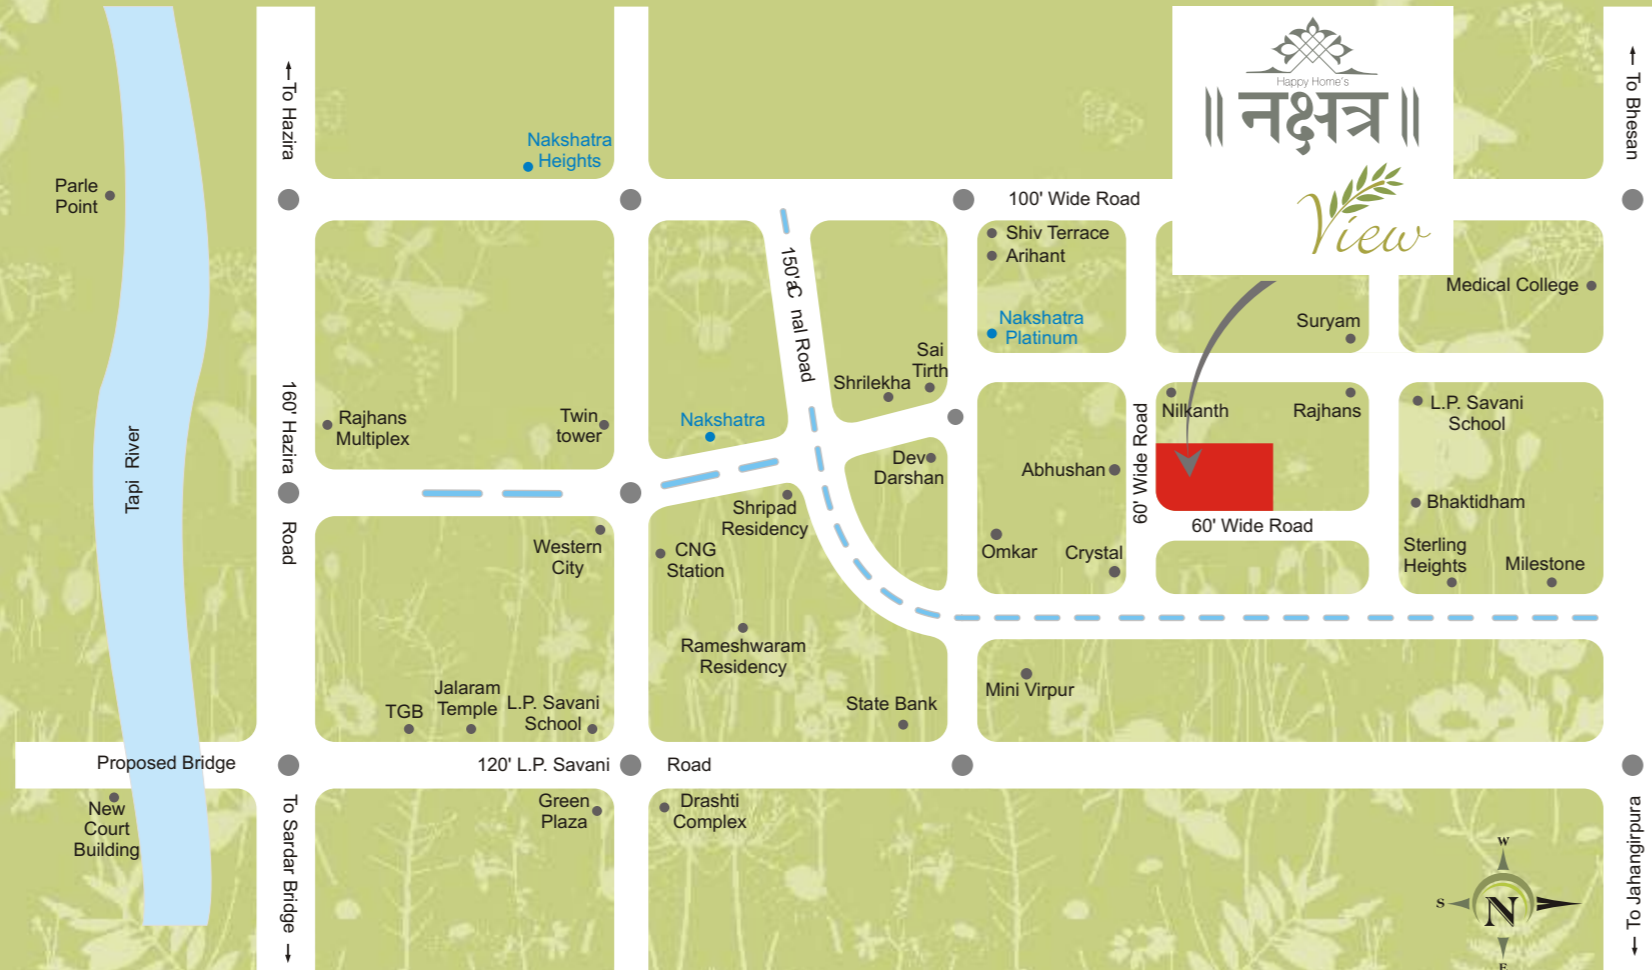 Happy Home's
॥ नक्षत्र ॥
View
← To Hazira
← To Bhesan
Nakshatra
Heights
Parle
Point
100' Wide Road
Shiv Terrace
Arihant
150'aC nal Road
Medical College
Nakshatra
Platinum
Suryam
Sai
Tirth
Shrilekha
160' Hazira
Road
Rajhans
Multiplex
Twin
tower
Nakshatra
Nilkanth
Rajhans
L.P. Savani
School
60' Wide Road
Tapi River
Dev
Darshan
Abhushan
Shripad
Residency
Bhaktidham
60' Wide Road
Western
City
CNG
Station
Omkar
Crystal
Sterling
Heights
Milestone
Rameshwaram
Residency
Jalaram
Temple
TGB
L.P. Savani
School
State Bank
Mini Virpur
Proposed Bridge
120' L.P. Savani
Road
New
Court
Building
To Sardar Bridge →
Green
Plaza
Drashti
Complex
← To Jahangirpura
W
S
N
E